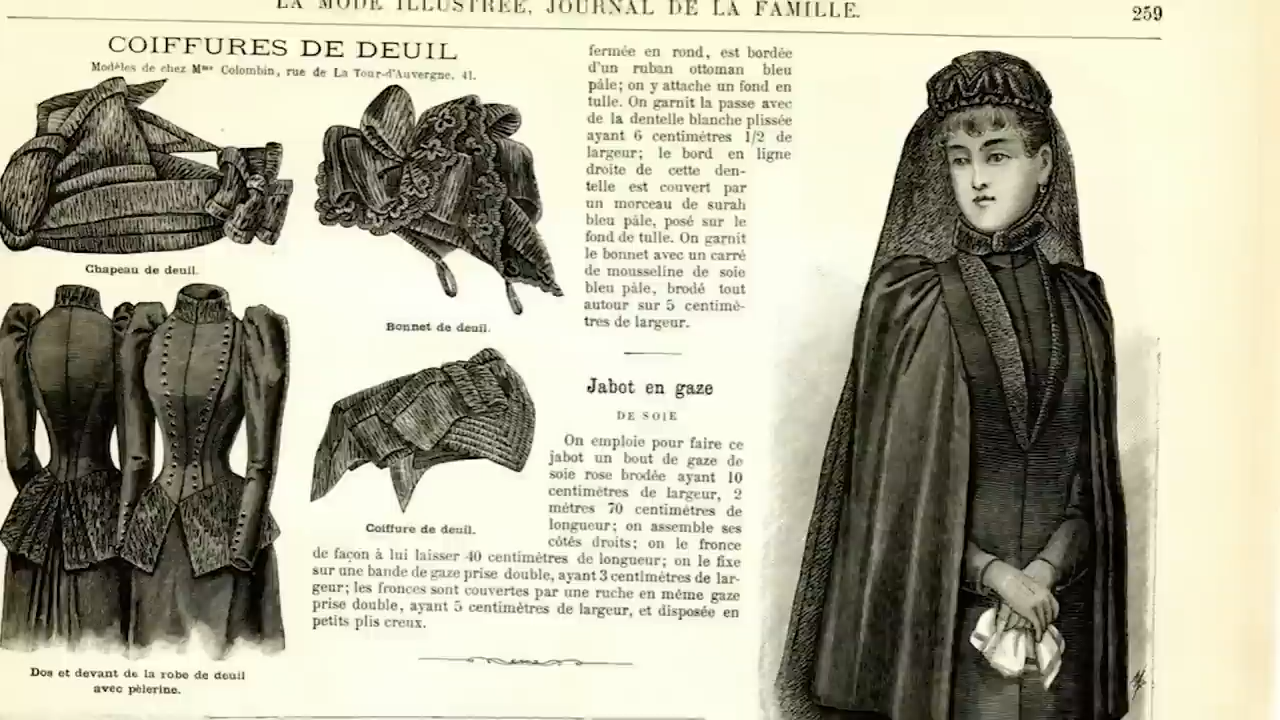 LA MODE ILLUSTRÉE, JOURNAL DE LA FAMILLE.
259
COIFFURES DE DEUIL
Modèles de chez Mme Colombin, rue de La Tour-d'Auvergne, 41.
Chapeau de deuil.
Bonnet de deuil.
Coiffure de deuil.
Dos et devant de la robe de deuil
avec pèlerine.
fermée en rond, est bordée
d'un ruban ottoman bleu
pâle; on y attache un fond en
tulle. On garnit la passe avec
de la dentelle blanche plissée
ayant 6 centimètres 1/2 de
largeur; le bord en ligne
droite de cette den-
telle est couvert par
un morceau de surah
bleu pâle, posé sur le
fond de tulle. On garnit
le bonnet avec un carré
de mousseline de soie
bleu pâle, brodé tout
autour sur 5 centimè-
tres de largeur.
Jabot en gaze
DE SOIE
On emploie pour faire ce
jabot un bout de gaze de
soie rose brodée ayant 10
centimètres de largeur, 2
mètres 70 centimètres de
longueur; on assemble ses
côtés droits; on le fronce
de façon à lui laisser 40 centimètres de longueur; on le fixe
sur une bande de gaze prise double, ayant 3 centimètres de lar-
geur; les fronces sont couvertes par une ruche en même gaze
prise double, ayant 5 centimètres de largeur, et disposée en
petits plis creux.